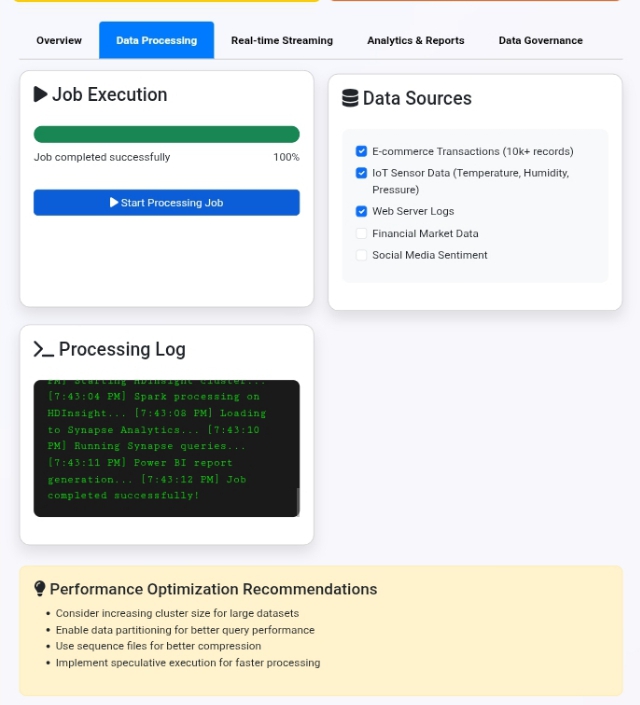 Overview
Data Processing
Real-time Streaming
Analytics & Reports
Data Governance
Job Execution
Job completed successfully 100%
Start Processing Job
Data Sources
E-commerce Transactions (10k+ records)
IoT Sensor Data (Temperature, Humidity,
Pressure)
Web Server Logs
Financial Market Data
Social Media Sentiment
Processing Log
PM] Starting HDInsight cluster...
[7:43:04 PM] Spark processing on
HDInsight... [7:43:08 PM] Loading
to Synapse Analytics... [7:43:10
PM] Running Synapse queries...
[7:43:11 PM] Power BI report
generation... [7:43:12 PM] Job
completed successfully!
Performance Optimization Recommendations
• Consider increasing cluster size for large datasets
• Enable data partitioning for better query performance
• Use sequence files for better compression
• Implement speculative execution for faster processing